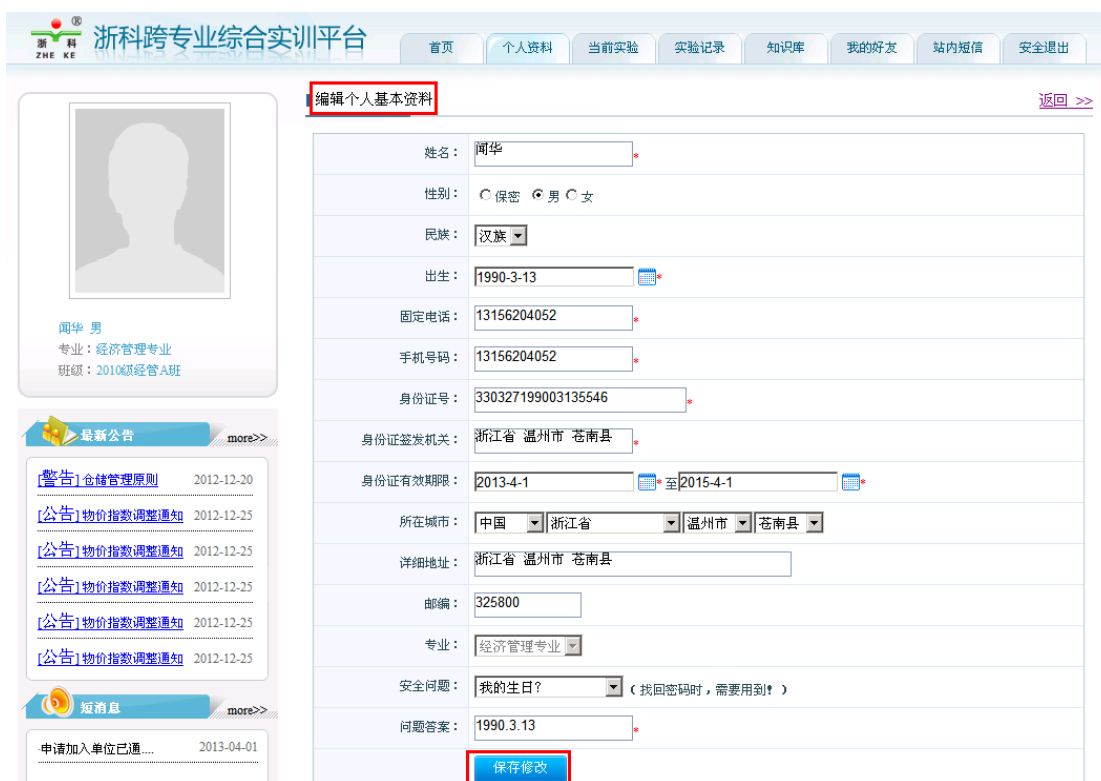 ®
浙科
ZHE KE
浙科跨专业综合实训平台
首页 个人资料 当前实验 实验记录 知识库 我的好友 站内短信 安全退出
闻华 男
专业：经济管理专业
班级：2010级经管A班
最新公告 more>>
[警告] 仓储管理原则 2012-12-20
[公告] 物价指数调整通知 2012-12-25
[公告] 物价指数调整通知 2012-12-25
[公告] 物价指数调整通知 2012-12-25
[公告] 物价指数调整通知 2012-12-25
[公告] 物价指数调整通知 2012-12-25
短消息 more>>
·申请加入单位已通.... 2013-04-01
编辑个人基本资料 返回 >>
姓名： 闻华 *
性别： 保密 男 女
民族： 汉族
出生： 1990-3-13 *
固定电话： 13156204052 *
手机号码： 13156204052 *
身份证号： 330327199003135546 *
身份证签发机关： 浙江省 温州市 苍南县 *
身份证有效期限： 2013-4-1 * 至 2015-4-1 *
所在城市： 中国 浙江省 温州市 苍南县
详细地址： 浙江省 温州市 苍南县
邮编： 325800
专业： 经济管理专业
安全问题： 我的生日? （找回密码时，需要用到！）
问题答案： 1990.3.13 *
保存修改